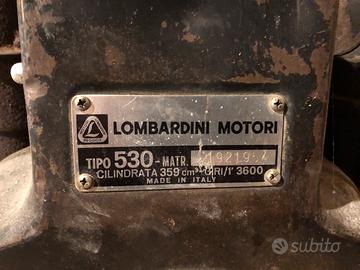 LOMBARDINI MOTORI
TIPO 530-MATR.
CILINDRATA 359 cm³-GIRI/1' 3600
MADE IN ITALY
subito